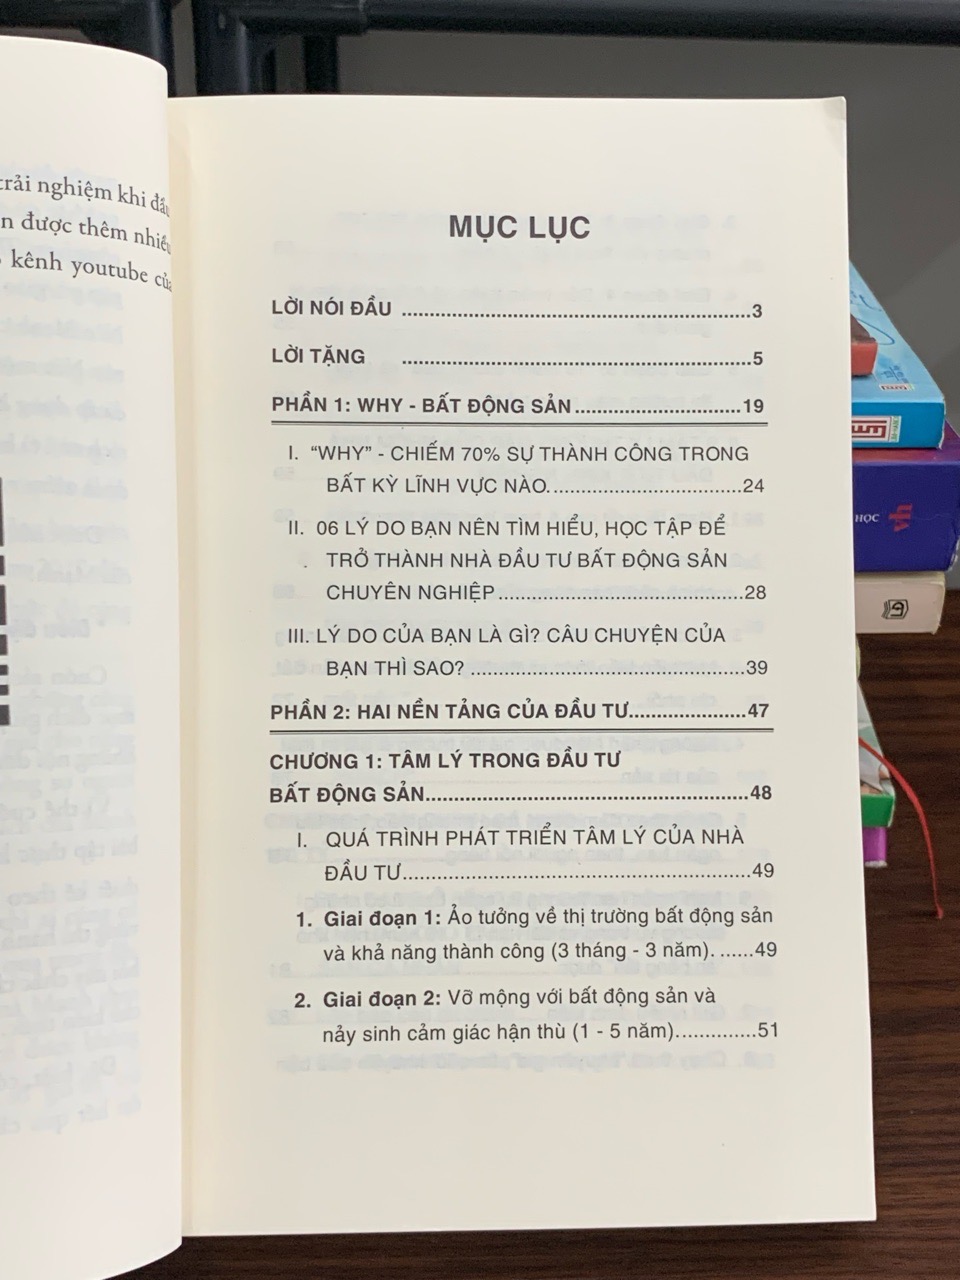 trải nghiệm khi đầu
n được thêm nhiều
kênh youtube của
MỤC LỤC
LỜI NÓI ĐẦU ....................................................3
LỜI TẶNG ....................................................5
PHẦN 1: WHY - BẤT ĐỘNG SẢN.........................19
I. “WHY” - CHIẾM 70% SỰ THÀNH CÔNG TRONG
BẤT KỲ LĨNH VỰC NÀO.............................24
II. 06 LÝ DO BẠN NÊN TÌM HIỂU, HỌC TẬP ĐỂ
TRỞ THÀNH NHÀ ĐẦU TƯ BẤT ĐỘNG SẢN
CHUYÊN NGHIỆP.....................................28
III. LÝ DO CỦA BẠN LÀ GÌ? CÂU CHUYỆN CỦA
BẠN THÌ SAO? .........................................39
PHẦN 2: HAI NỀN TẢNG CỦA ĐẦU TƯ..................47
CHƯƠNG 1: TÂM LÝ TRONG ĐẦU TƯ
BẤT ĐỘNG SẢN................................................48
I. QUÁ TRÌNH PHÁT TRIỂN TÂM LÝ CỦA NHÀ
ĐẦU TƯ....................................................49
1. Giai đoạn 1: Ảo tưởng về thị trường bất động sản
và khả năng thành công (3 tháng - 3 năm). ......49
2. Giai đoạn 2: Vỡ mộng với bất động sản và
nảy sinh cảm giác hận thù (1 - 5 năm).............51
HỌC
vh